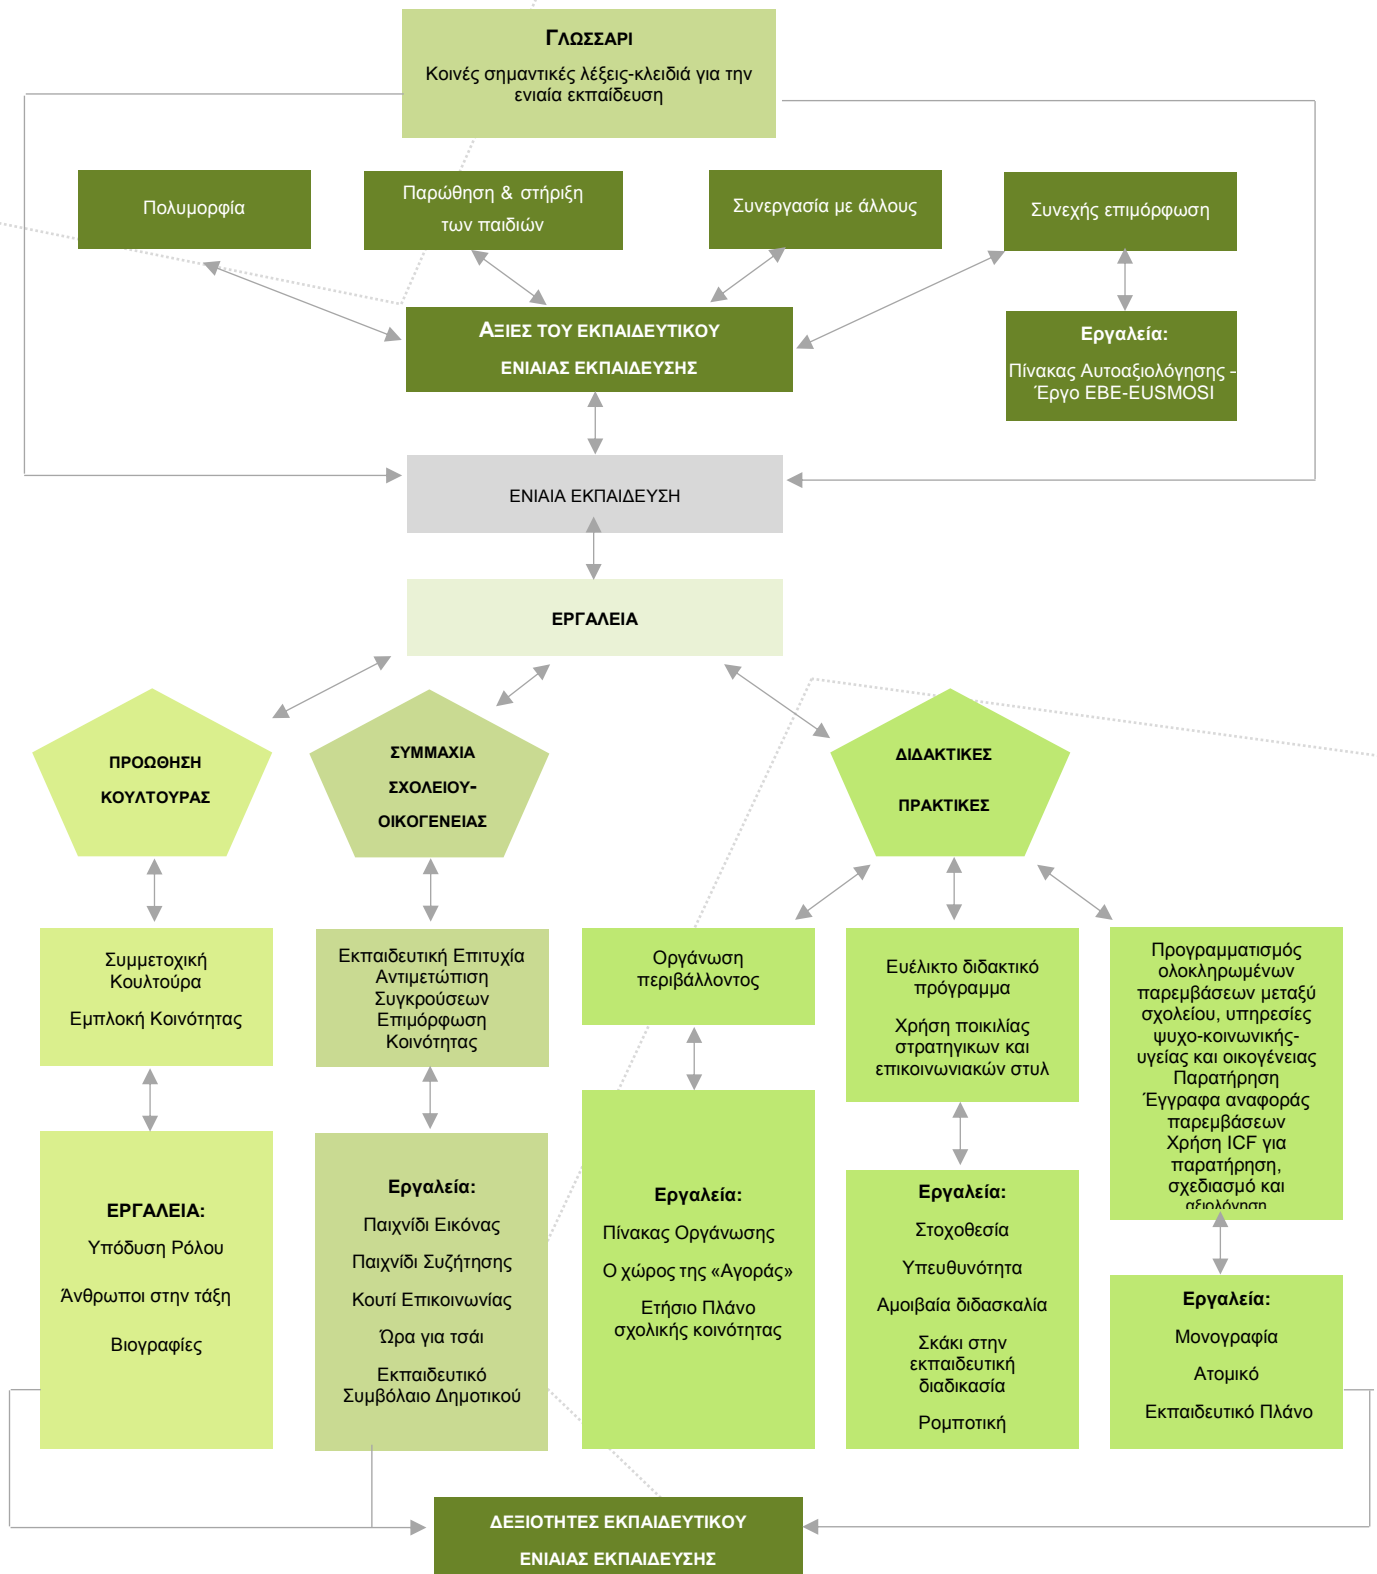 ΓΛΩΣΣΑΡΙ
Κοινές σημαντικές λέξεις-κλειδιά για την
ενιαία εκπαίδευση
Πολυμορφία
Παρώθηση & στήριξη
των παιδιών
Συνεργασία με άλλους
Συνεχής επιμόρφωση
ΑΞΙΕΣ ΤΟΥ ΕΚΠΑΙΔΕΥΤΙΚΟΥ
ΕΝΙΑΙΑΣ ΕΚΠΑΙΔΕΥΣΗΣ
Εργαλεία:
Πίνακας Αυτοαξιολόγησης -
Έργο EBE-EUSMOSI
ΕΝΙΑΙΑ ΕΚΠΑΙΔΕΥΣΗ
ΕΡΓΑΛΕΙΑ
ΠΡΟΩΘΗΣΗ
ΚΟΥΛΤΟΥΡΑΣ
ΣΥΜΜΑΧΙΑ
ΣΧΟΛΕΙΟΥ-
ΟΙΚΟΓΕΝΕΙΑΣ
ΔΙΔΑΚΤΙΚΕΣ
ΠΡΑΚΤΙΚΕΣ
Συμμετοχική
Κουλτούρα
Εμπλοκή Κοινότητας
Εκπαιδευτική Επιτυχία
Αντιμετώπιση
Συγκρούσεων
Επιμόρφωση
Κοινότητας
Οργάνωση
περιβάλλοντος
Ευέλικτο διδακτικό
πρόγραμμα
Χρήση ποικιλίας
στρατηγικων και
επικοινωνιακών στυλ
Προγραμματισμός
ολοκληρωμένων
παρεμβάσεων μεταξύ
σχολείου, υπηρεσίες
ψυχο-κοινωνικής-
υγείας και οικογένειας
Παρατήρηση
Έγγραφα αναφοράς
παρεμβάσεων
Χρήση ICF για
παρατήρηση,
σχεδιασμό και
αξιολόγηση
ΕΡΓΑΛΕΙΑ:
Υπόδυση Ρόλου
Άνθρωποι στην τάξη
Βιογραφίες
Εργαλεία:
Παιχνίδι Εικόνας
Παιχνίδι Συζήτησης
Κουτί Επικοινωνίας
Ώρα για τσάι
Εκπαιδευτικό
Συμβόλαιο Δημοτικού
Εργαλεία:
Πίνακας Οργάνωσης
Ο χώρος της «Αγοράς»
Ετήσιο Πλάνο
σχολικής κοινότητας
Εργαλεία:
Στοχοθεσία
Υπευθυνότητα
Αμοιβαία διδασκαλία
Σκάκι στην
εκπαιδευτική
διαδικασία
Ρομποτική
Εργαλεία:
Μονογραφία
Ατομικό
Εκπαιδευτικό Πλάνο
ΔΕΞΙΟΤΗΤΕΣ ΕΚΠΑΙΔΕΥΤΙΚΟΥ
ΕΝΙΑΙΑΣ ΕΚΠΑΙΔΕΥΣΗΣ